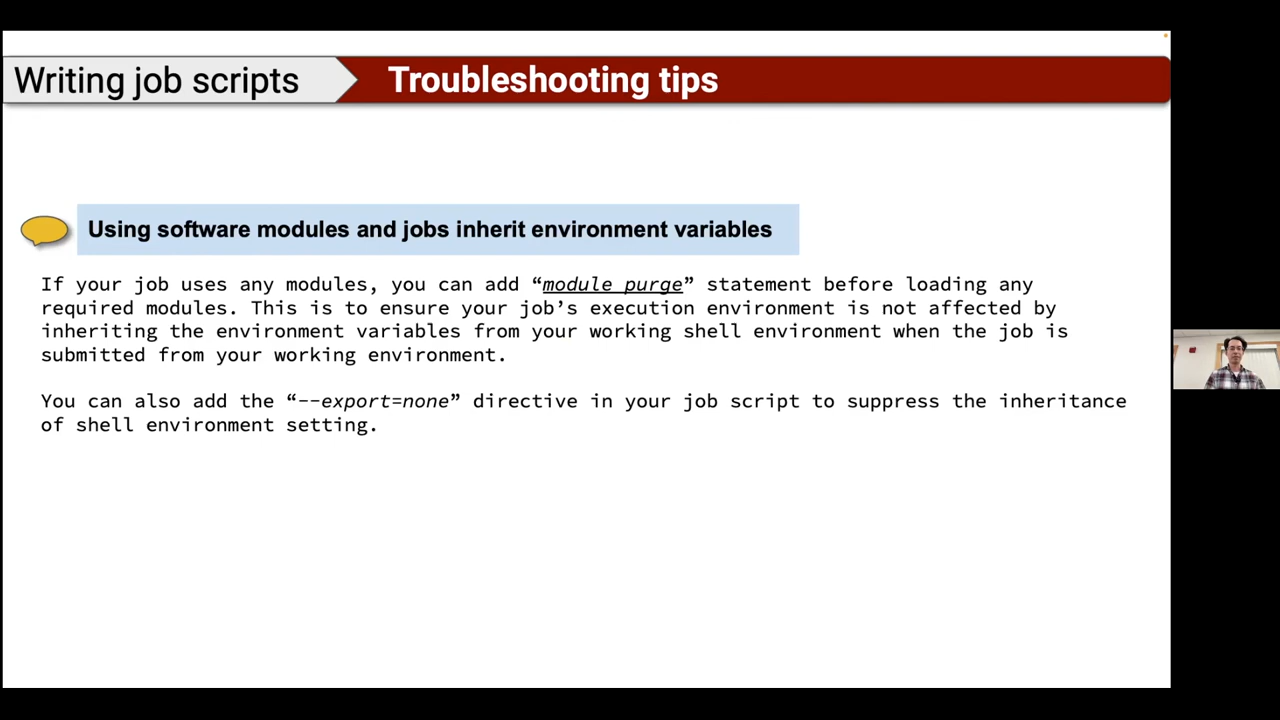 Writing job scripts
Troubleshooting tips
Using software modules and jobs inherit environment variables
If your job uses any modules, you can add “module purge” statement before loading any
required modules. This is to ensure your job’s execution environment is not affected by
inheriting the environment variables from your working shell environment when the job is
submitted from your working environment.
You can also add the “--export=none” directive in your job script to suppress the inheritance
of shell environment setting.